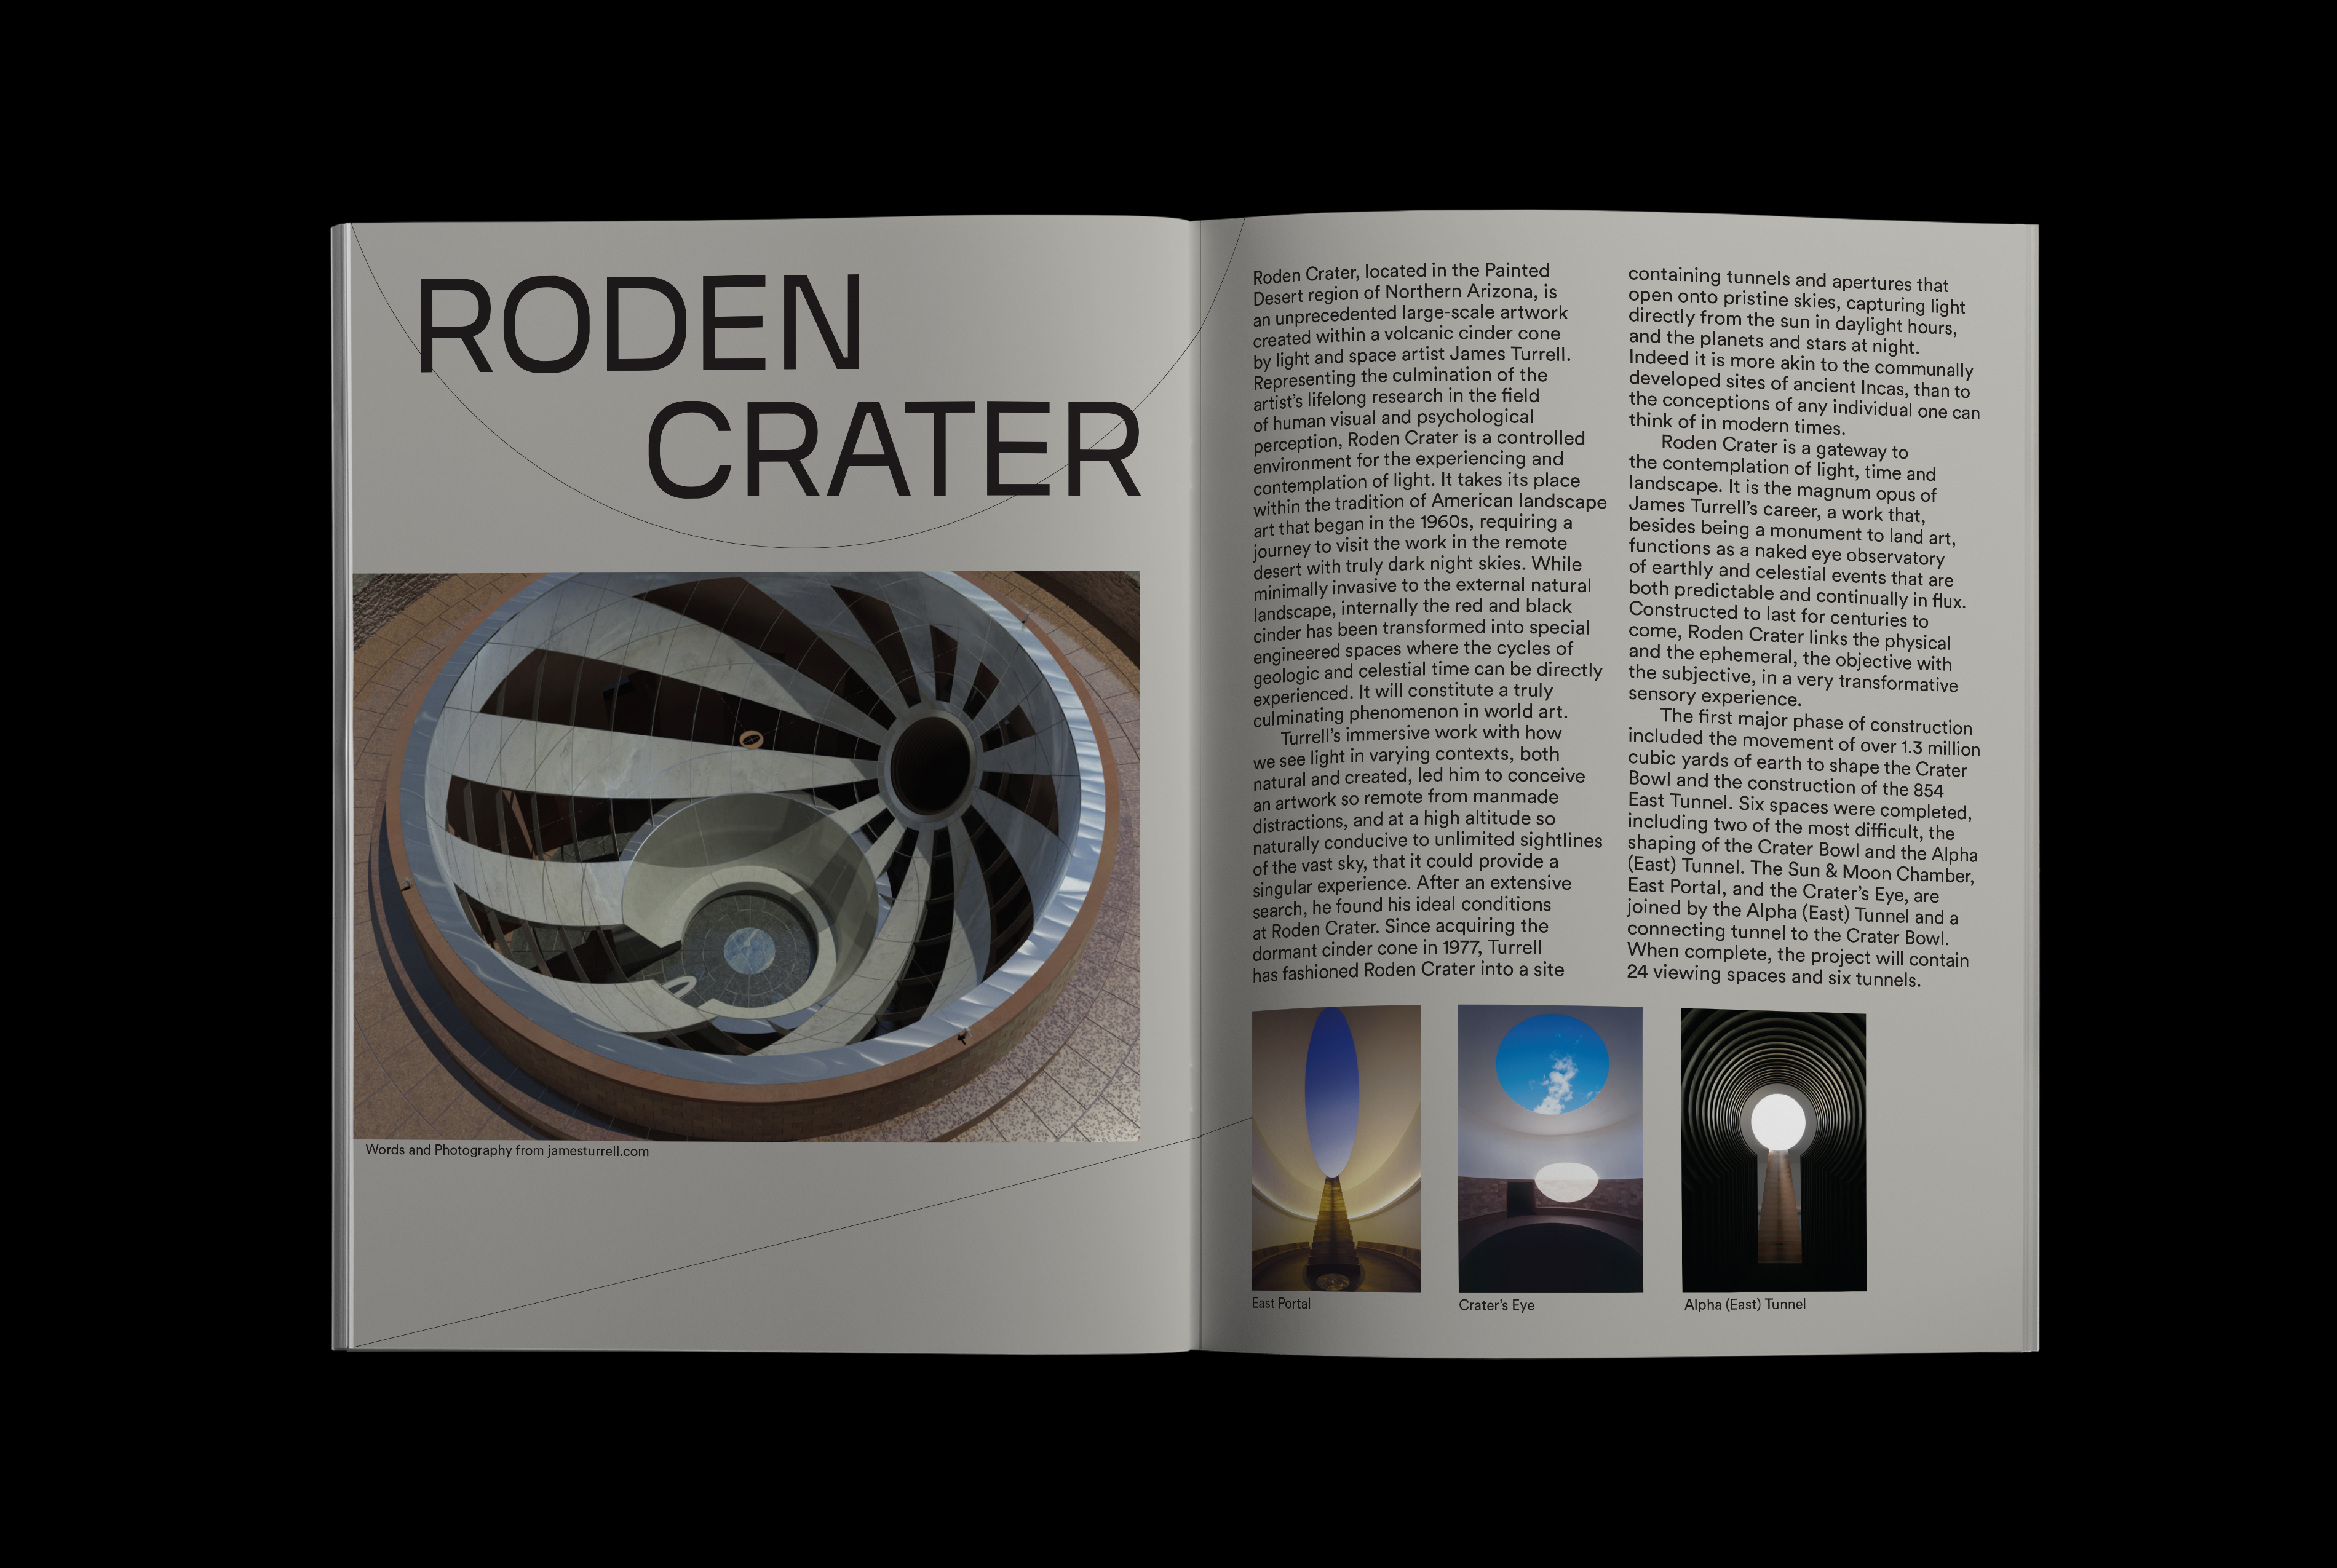 RODEN
CRATER
Words and Photography from jamesturrell.com
Roden Crater, located in the Painted
Desert region of Northern Arizona, is
an unprecedented large-scale artwork
created within a volcanic cinder cone
by light and space artist James Turrell.
Representing the culmination of the
artist's lifelong research in the field
of human visual and psychological
perception, Roden Crater is a controlled
environment for the experiencing and
contemplation of light. It takes its place
within the tradition of American landscape
art that began in the 1960s, requiring a
journey to visit the work in the remote
desert with truly dark night skies. While
minimally invasive to the external natural
landscape, internally the red and black
cinder has been transformed into special
engineered spaces where the cycles of
geologic and celestial time can be directly
experienced. It will constitute a truly
culminating phenomenon in world art.
Turrell's immersive work with how
we see light in varying contexts, both
natural and created, led him to conceive
an artwork so remote from manmade
distractions, and at a high altitude so
naturally conducive to unlimited sightlines
of the vast sky, that it could provide a
singular experience. After an extensive
search, he found his ideal conditions
at Roden Crater. Since acquiring the
dormant cinder cone in 1977, Turrell
has fashioned Roden Crater into a site
containing tunnels and apertures that
open onto pristine skies, capturing light
directly from the sun in daylight hours,
and the planets and stars at night.
Indeed it is more akin to the communally
developed sites of ancient Incas, than to
the conceptions of any individual one can
think of in modern times.
Roden Crater is a gateway to
the contemplation of light, time and
landscape. It is the magnum opus of
James Turrell's career, a work that,
besides being a monument to land art,
functions as a naked eye observatory
of earthly and celestial events that are
both predictable and continually in flux.
Constructed to last for centuries to
come, Roden Crater links the physical
and the ephemeral, the objective with
the subjective, in a very transformative
sensory experience.
The first major phase of construction
included the movement of over 1.3 million
cubic yards of earth to shape the Crater
Bowl and the construction of the 854
East Tunnel. Six spaces were completed,
including two of the most difficult, the
shaping of the Crater Bowl and the Alpha
(East) Tunnel. The Sun & Moon Chamber,
East Portal, and the Crater's Eye, are
joined by the Alpha (East) Tunnel and a
connecting tunnel to the Crater Bowl.
When complete, the project will contain
24 viewing spaces and six tunnels.
East Portal
Crater's Eye
Alpha (East) Tunnel